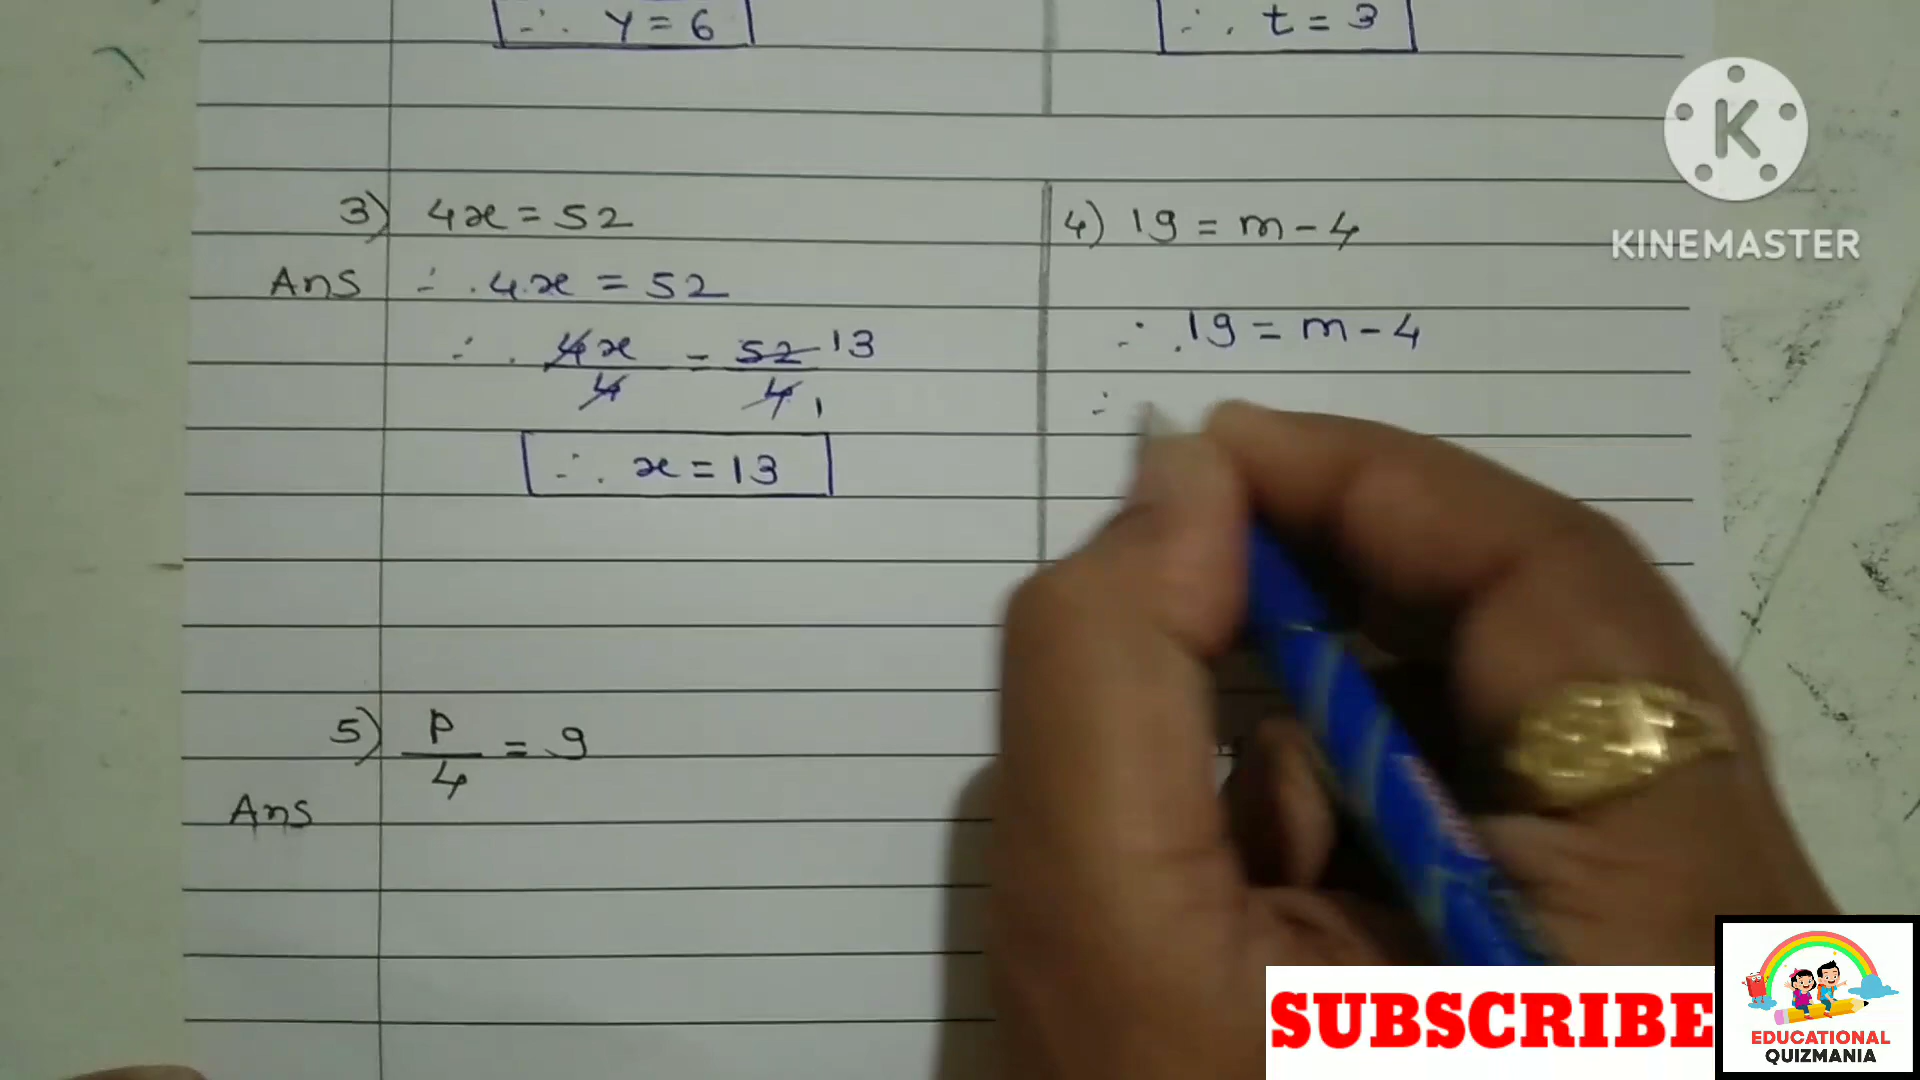 ∴ y = 6
∴ t = 3
3) 4x = 52
Ans ∴ 4x = 52
∴ 4x/4 = 52/4 13 1
∴ x = 13
4) 19 = m - 4
∴ 19 = m - 4
∴
5) P/4 = 9
Ans
K
KINEMASTER
SUBSCRIBE
EDUCATIONAL
QUIZMANIA